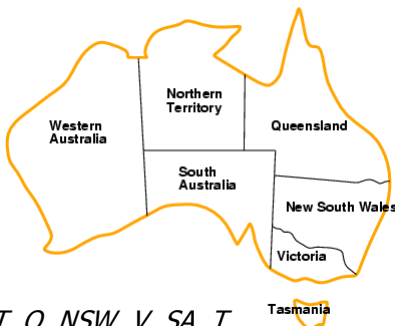 Northern
Territory
Western
Australia
Queensland
South
Australia
New South Wales
Victoria
Tasmania
T Q NSW V SA T